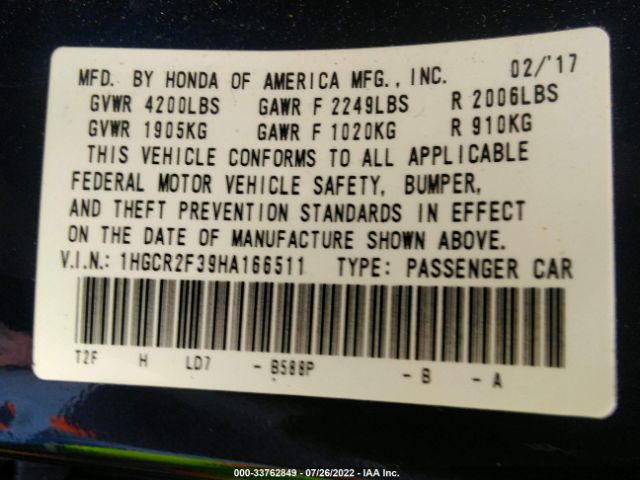 MFD. BY HONDA OF AMERICA MFG., INC. 02/'17
GVWR 4200LBS GAWR F 2249LBS R 2006LBS
GVWR 1905KG GAWR F 1020KG R 910KG
THIS VEHICLE CONFORMS TO ALL APPLICABLE
FEDERAL MOTOR VEHICLE SAFETY, BUMPER,
AND THEFT PREVENTION STANDARDS IN EFFECT
ON THE DATE OF MANUFACTURE SHOWN ABOVE.
V.I.N.: 1HGCR2F39HA166511 TYPE: PASSENGER CAR
T2F H LD7 - B588P - B - A
000-33762849 - 07/26/2022 - IAA Inc.